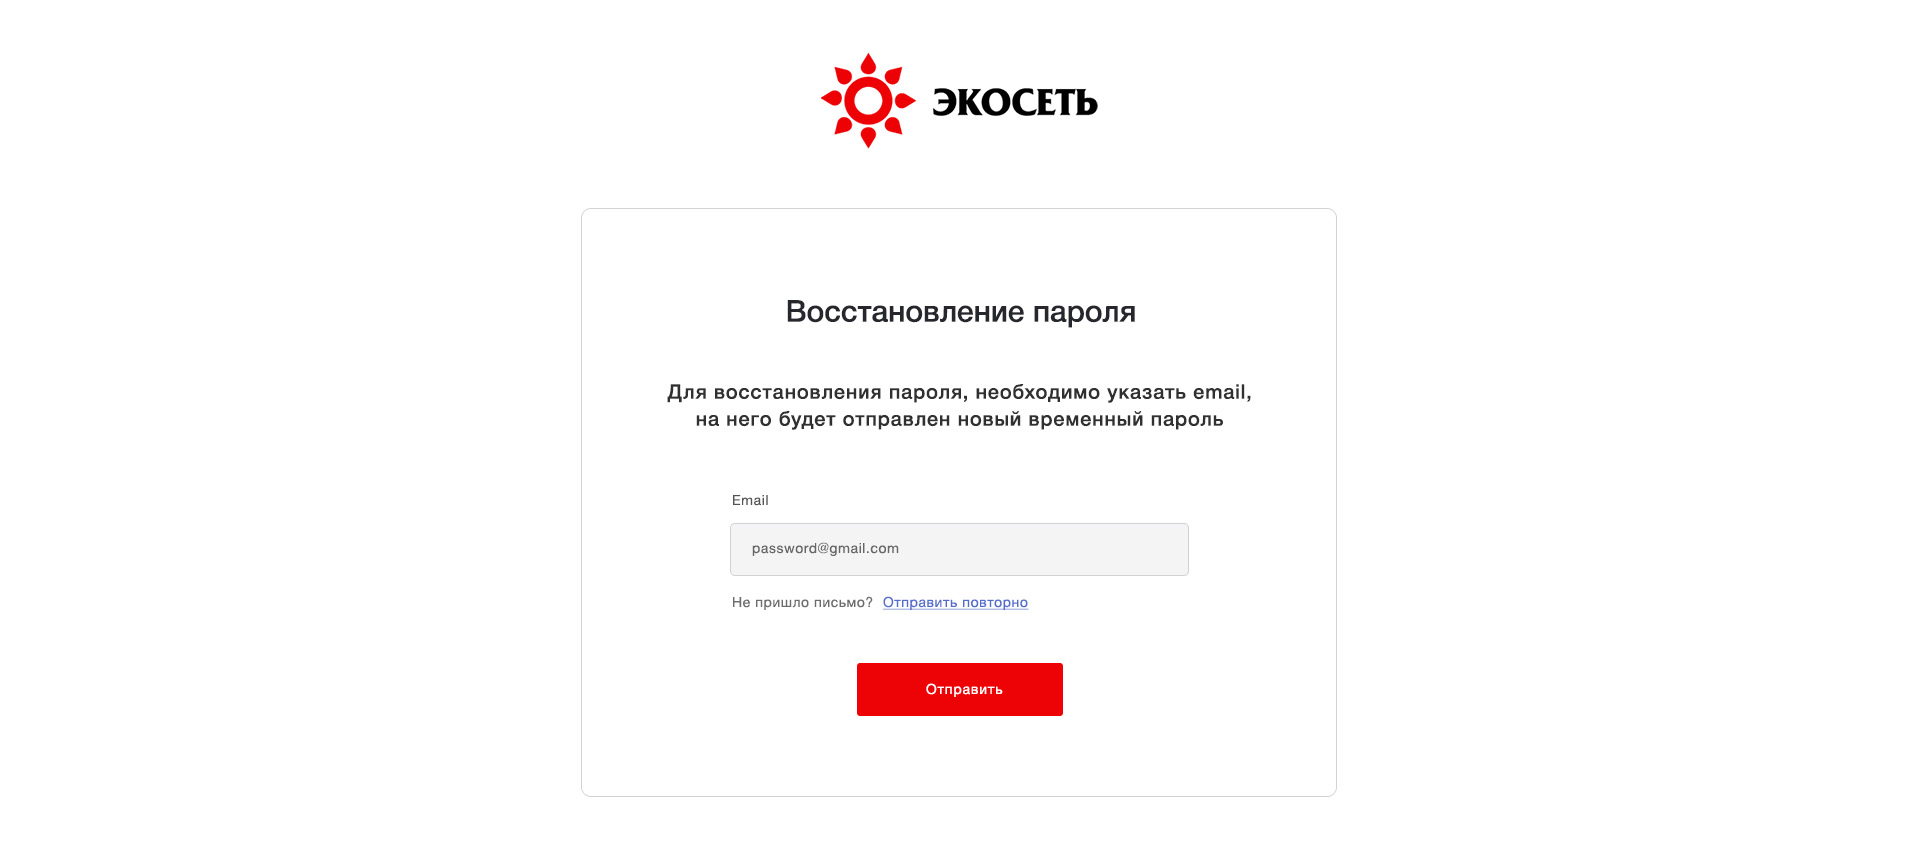 ЭКОСЕТЬ
Восстановление пароля
Для восстановления пароля, необходимо указать email,
на него будет отправлен новый временный пароль
Email
password@gmail.com
Не пришло письмо? Отправить повторно
Отправить